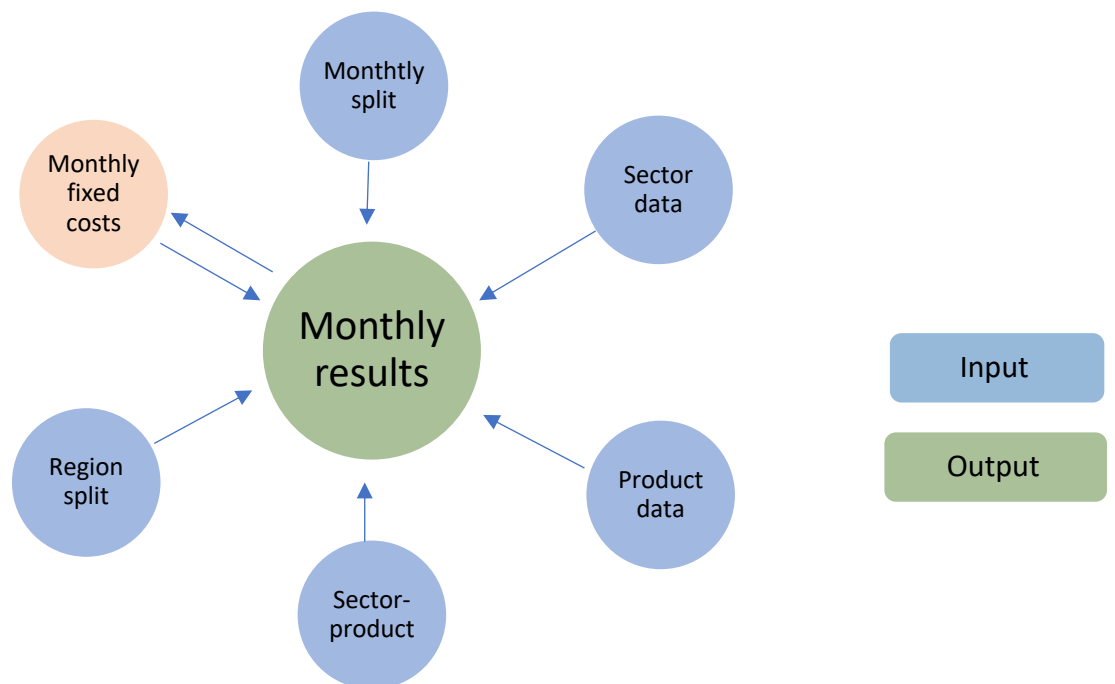 Monthtly
split
Monthly
fixed
costs
Sector
data
Monthly
results
Input
Output
Region
split
Product
data
Sector-
product